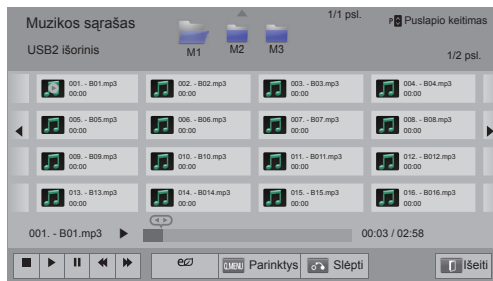 Muzikos sąrašas
1/1 psl.
P Puslapio keitimas
USB2 išorinis
M1 M2 M3
1/2 psl.
001. - B01.mp3
00:00
002. - B02.mp3
00:00
003. - B03.mp3
00:00
004. - B04.mp3
00:00
005. - B05.mp3
00:00
006. - B06.mp3
00:00
007. - B07.mp3
00:00
008. - B08.mp3
00:00
009. - B09.mp3
00:00
010. - B10.mp3
00:00
011. - B011.mp3
00:00
012. - B12.mp3
00:00
013. - B13.mp3
00:00
014. - B014.mp3
00:00
015. - B15.mp3
00:00
016. - B016.mp3
00:00
001. - B01.mp3
00:03 / 02:58
Q.MENU Parinktys
Slėpti
Išeiti